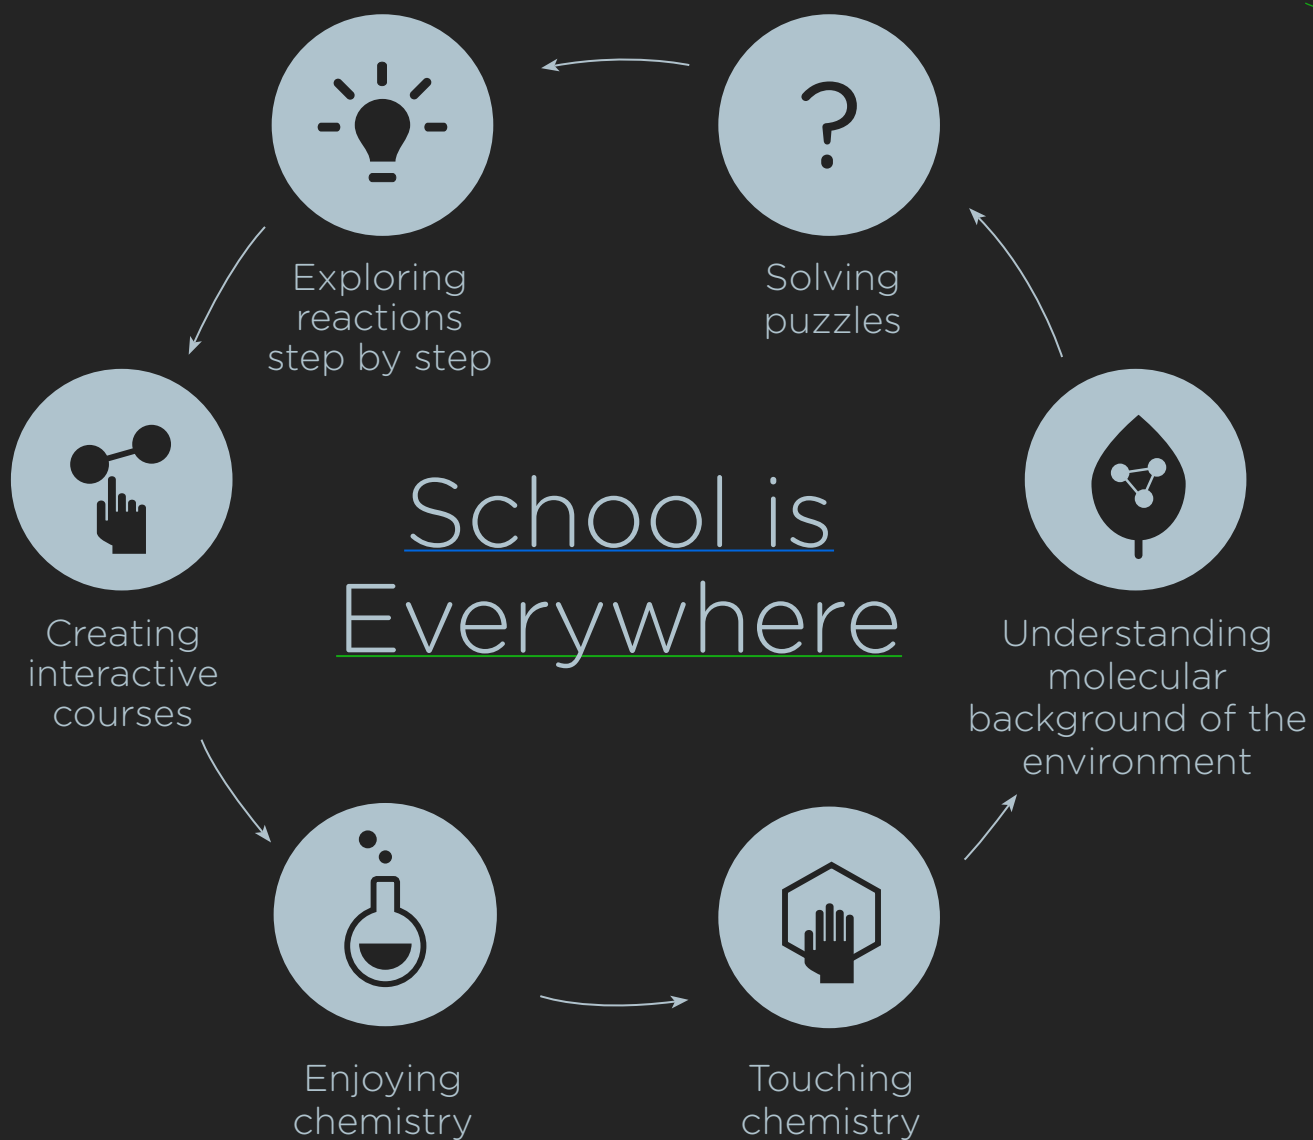 Exploring
reactions
step by step
Solving
puzzles
Creating
interactive
courses
School is
Everywhere
Understanding
molecular
background of the
environment
Enjoying
chemistry
Touching
chemistry